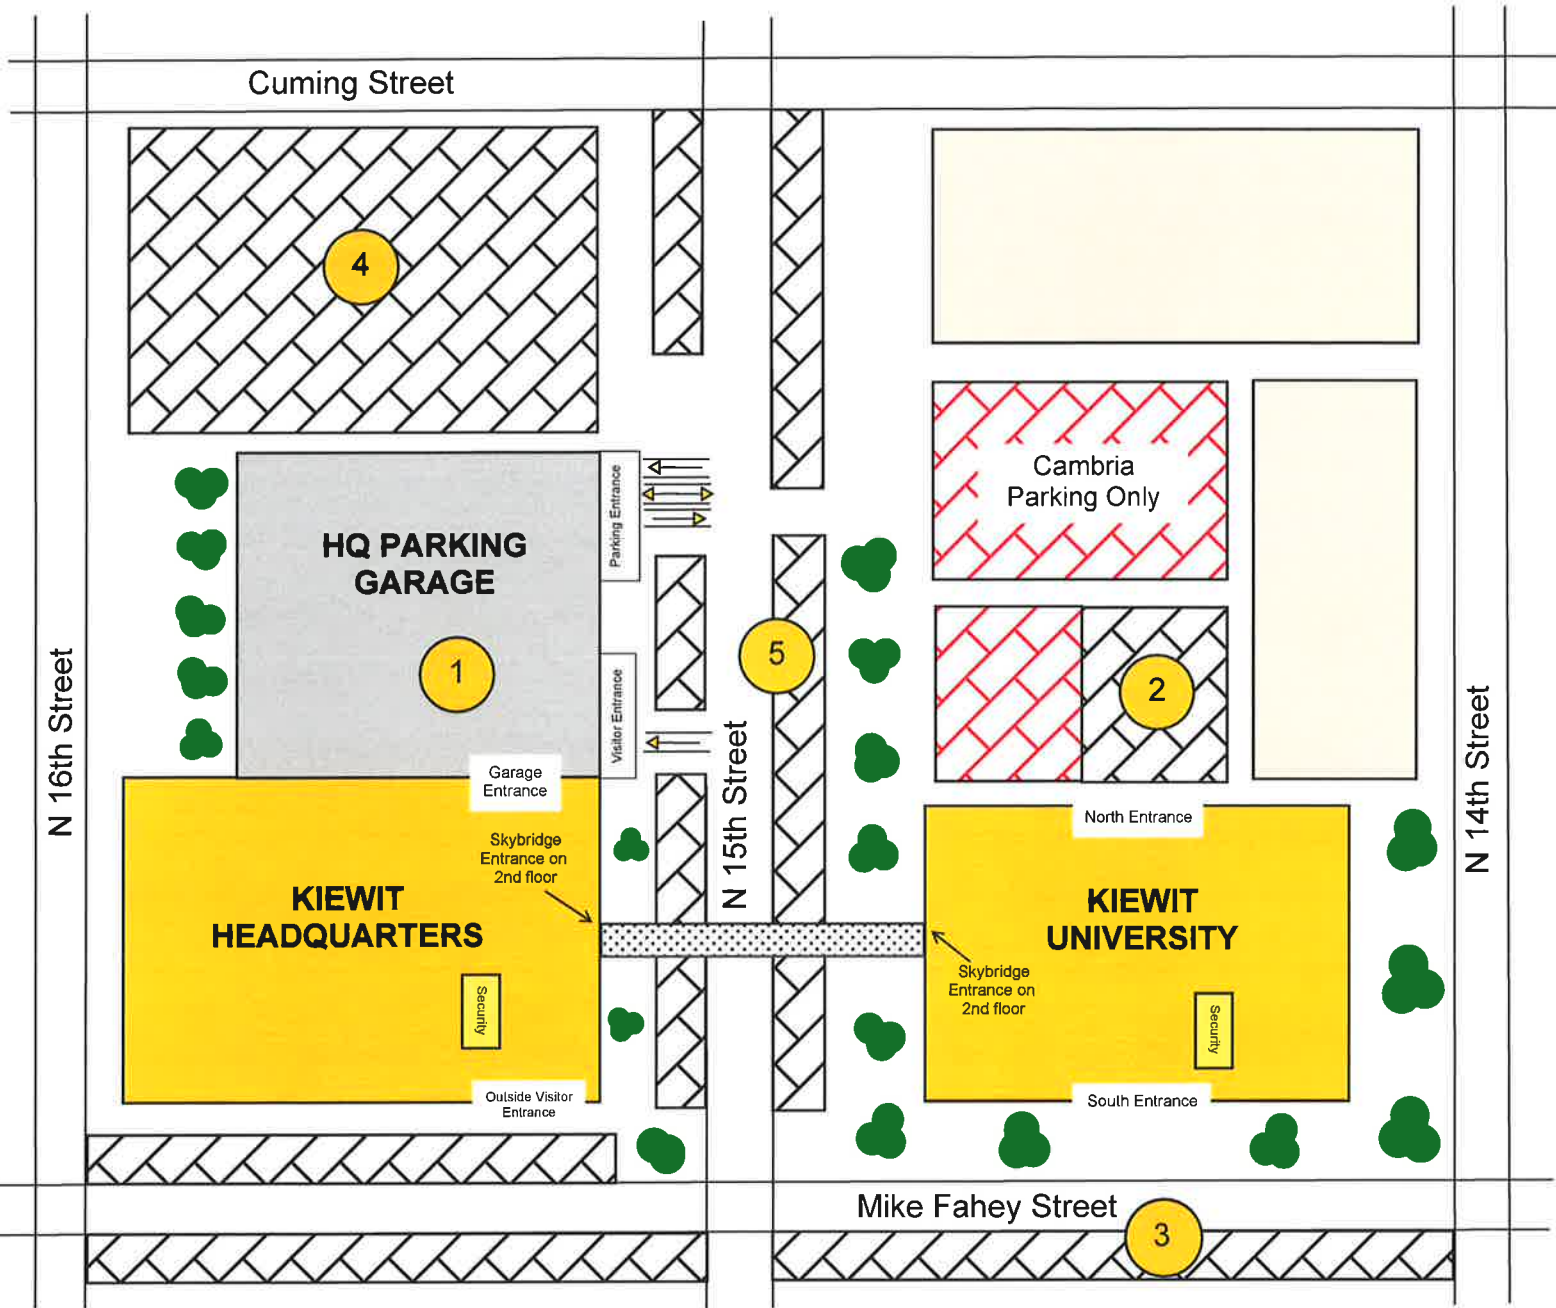 Cuming Street
4
Cambria
Parking Only
Parking Entrance
HQ PARKING
GARAGE
1
5
2
Visitor Entrance
N 16th Street
N 15th Street
N 14th Street
Garage
Entrance
North Entrance
Skybridge
Entrance on
2nd floor
KIEWIT
HEADQUARTERS
KIEWIT
UNIVERSITY
Skybridge
Entrance on
2nd floor
Security
Security
Outside Visitor
Entrance
South Entrance
Mike Fahey Street
3